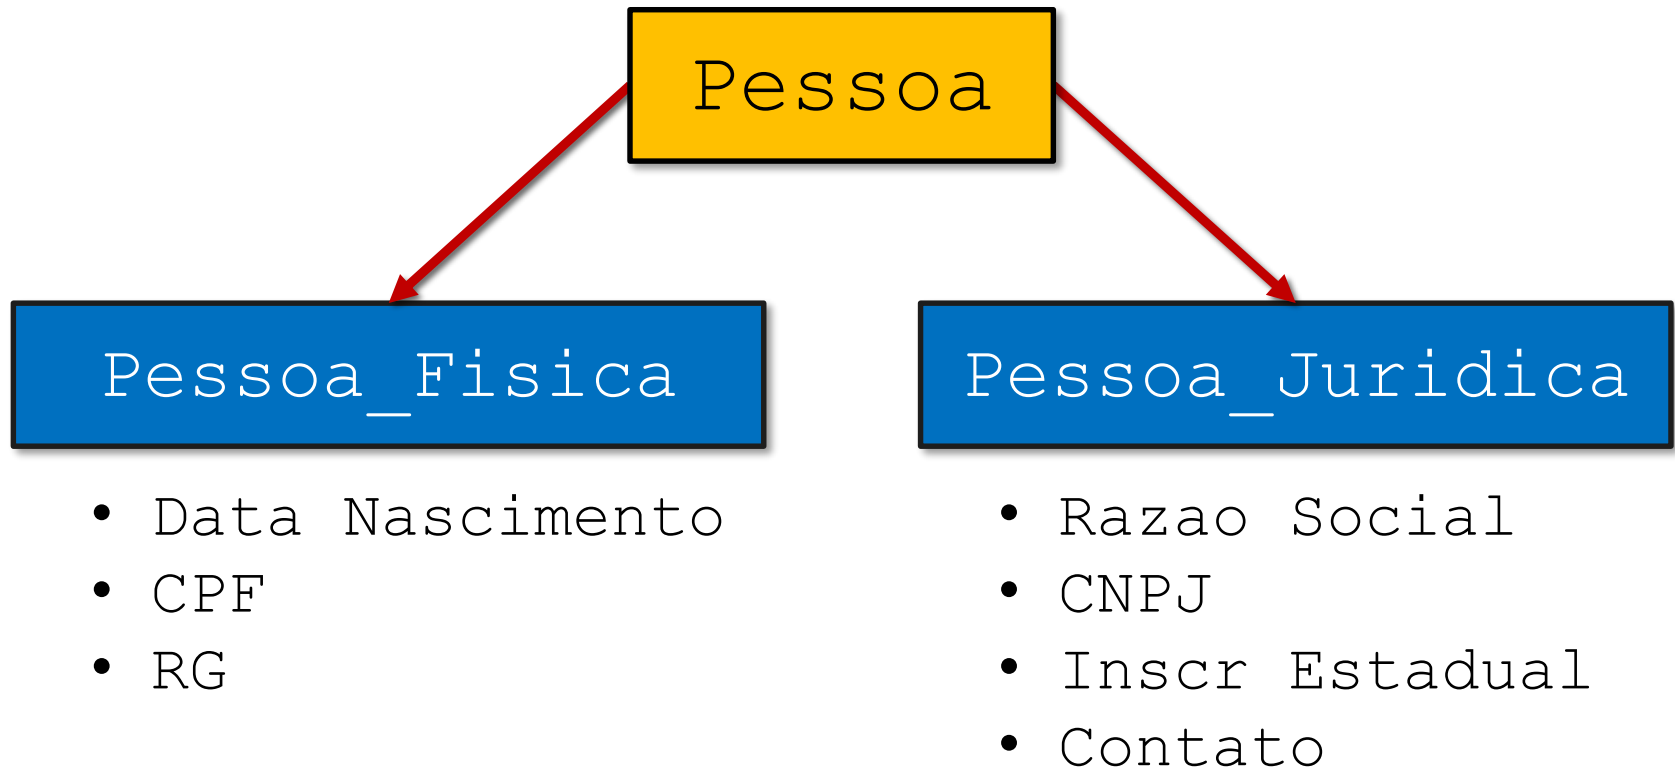 Pessoa
Pessoa_Fisica
Pessoa_Juridica
• Data Nascimento
• CPF
• RG
• Razao Social
• CNPJ
• Inscr Estadual
• Contato